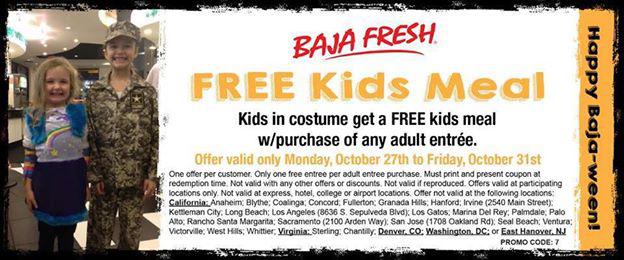 BAJA FRESH
FREE Kids Meal
Kids in costume get a FREE kids meal
w/purchase of any adult entrée.
Offer valid only Monday, October 27th to Friday, October 31st
One offer per customer. Only one free entree per adult entree purchase. Must print and present coupon at
redemption time. Not valid with any other offers or discounts. Not valid if reproduced. Offers valid at participating
locations only. Not valid at express, hotel, college or airport locations. Offer not valid at the following locations:
California: Anaheim; Blythe; Coalinga; Concord; Fullerton; Granada Hills; Hanford; Irvine (2540 Main Street);
Kettleman City; Long Beach; Los Angeles (8636 S. Sepulveda Blvd); Los Gatos; Marina Del Rey; Palmdale; Palo
Alto; Rancho Santa Margarita; Sacramento (2100 Arden Way); San Jose (1708 Oakland Rd); Seal Beach; Ventura;
Victorville; West Hills; Whittier; Virginia: Sterling; Chantilly; Denver, CO; Washington, DC; or East Hanover, NJ
PROMO CODE: 7
Happy Baja-ween!